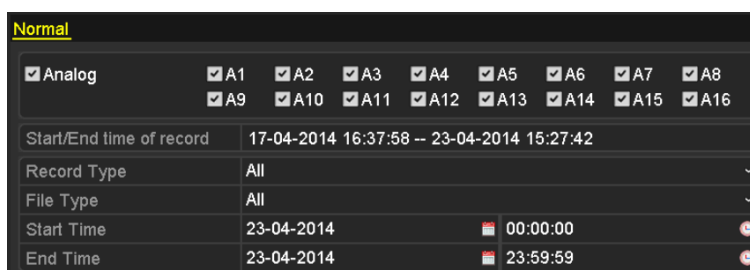 Normal
Analog A1 A2 A3 A4 A5 A6 A7 A8
A9 A10 A11 A12 A13 A14 A15 A16
Start/End time of record 17-04-2014 16:37:58 -- 23-04-2014 15:27:42
Record Type All
File Type All
Start Time 23-04-2014 00:00:00
End Time 23-04-2014 23:59:59